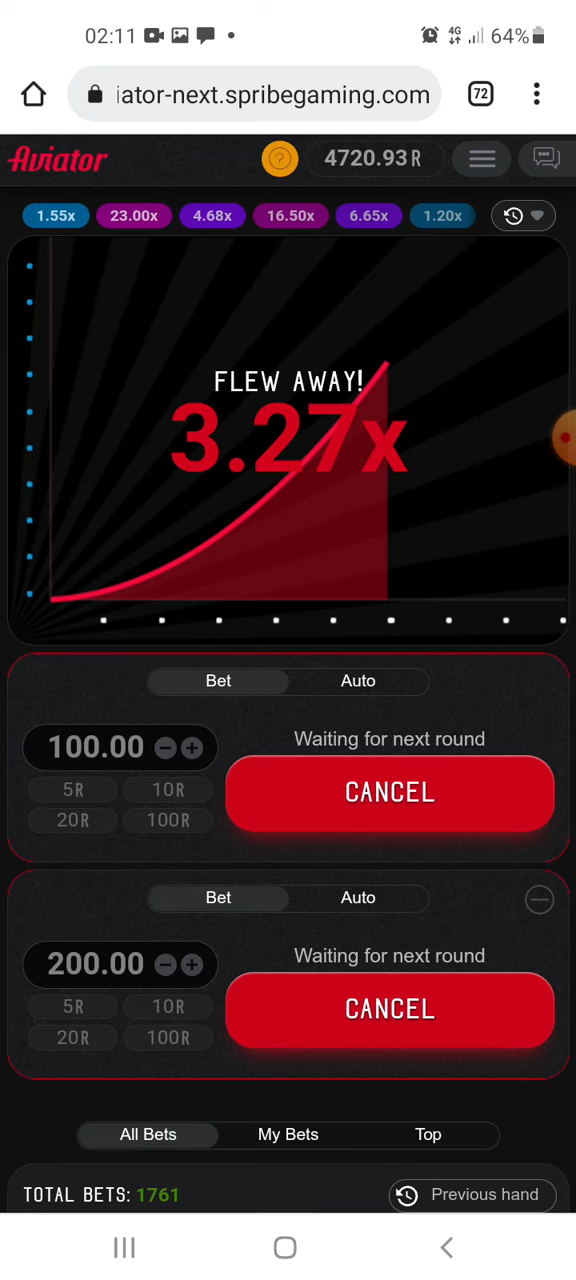 02:11 4G 64%
iator-next.spribegaming.com 72
Aviator 4720.93R
1.55x 23.00x 4.68x 16.50x 6.65x 1.20x
FLEW AWAY!
3.27x
Bet Auto
100.00 Waiting for next round
5R 10R CANCEL
20R 100R
Bet Auto
200.00 Waiting for next round
5R 10R CANCEL
20R 100R
All Bets My Bets Top
TOTAL BETS: 1761 Previous hand